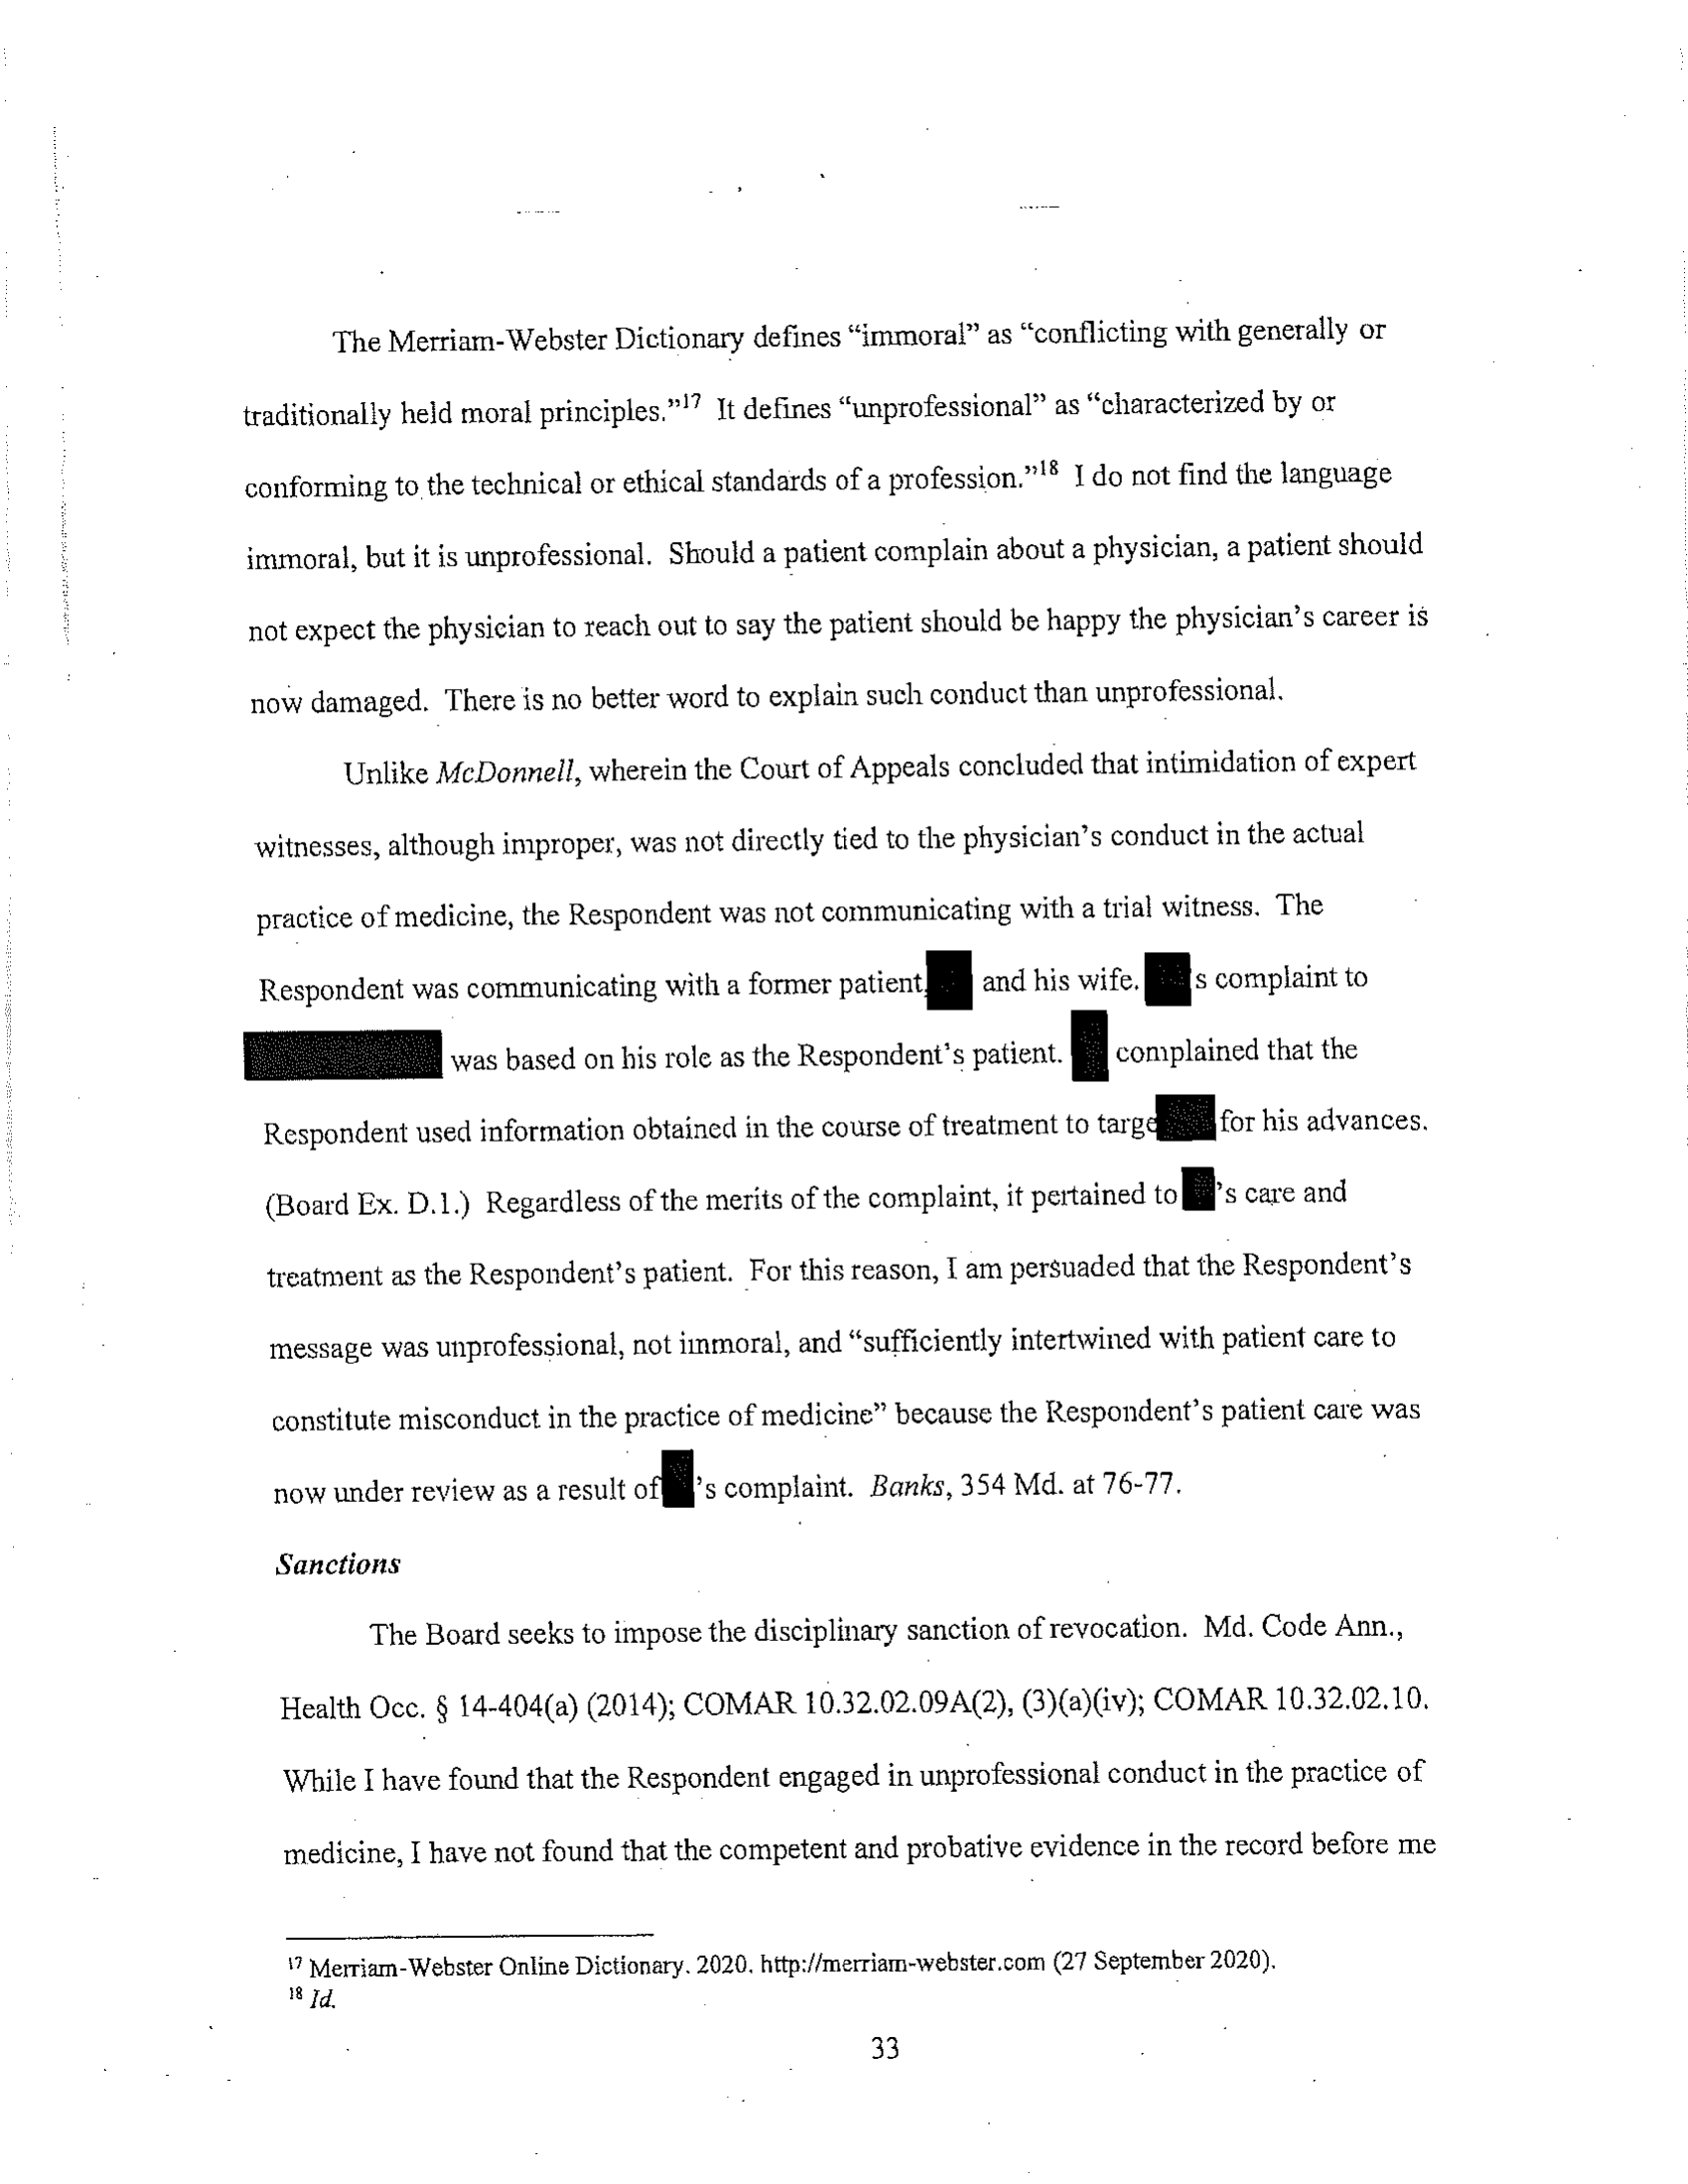 The Merriam-Webster Dictionary defines “immoral” as “conflicting with generally or
traditionally held moral principles.”17 It defines “unprofessional” as “characterized by or
conforming to the technical or ethical standards of a profession.”18 I do not find the language
immoral, but it is unprofessional. Should a patient complain about a physician, a patient should
not expect the physician to reach out to say the patient should be happy the physician’s career is
now damaged. There is no better word to explain such conduct than unprofessional.
Unlike McDonnell, wherein the Court of Appeals concluded that intimidation of expert
witnesses, although improper, was not directly tied to the physician’s conduct in the actual
practice of medicine, the Respondent was not communicating with a trial witness. The
Respondent was communicating with a former patient, and his wife. s complaint to
was based on his role as the Respondent’s patient. complained that the
Respondent used information obtained in the course of treatment to targe for his advances.
(Board Ex. D.1.) Regardless of the merits of the complaint, it pertained to ’s care and
treatment as the Respondent’s patient. For this reason, I am persuaded that the Respondent’s
message was unprofessional, not immoral, and “sufficiently intertwined with patient care to
constitute misconduct in the practice of medicine” because the Respondent’s patient care was
now under review as a result of ’s complaint. Banks, 354 Md. at 76-77.
Sanctions
The Board seeks to impose the disciplinary sanction of revocation. Md. Code Ann.,
Health Occ. § 14-404(a) (2014); COMAR 10.32.02.09A(2), (3)(a)(iv); COMAR 10.32.02.10.
While I have found that the Respondent engaged in unprofessional conduct in the practice of
medicine, I have not found that the competent and probative evidence in the record before me
17 Merriam-Webster Online Dictionary. 2020. http://merriam-webster.com (27 September 2020).
18 Id.
33